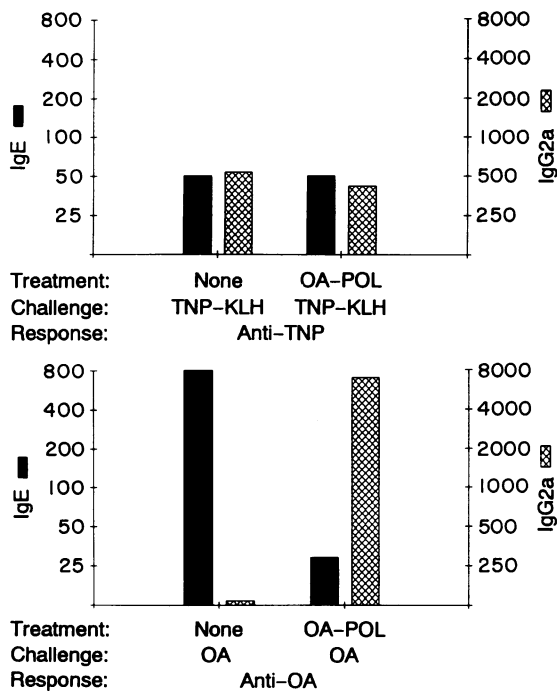 800 8000
400 4000
200 2000
100 1000
50 500
25 250
IgE IgG2a
Treatment: None OA-POL
Challenge: TNP-KLH TNP-KLH
Response: Anti-TNP
800 8000
400 4000
200 2000
100 1000
50 500
25 250
IgE IgG2a
Treatment: None OA-POL
Challenge: OA OA
Response: Anti-OA